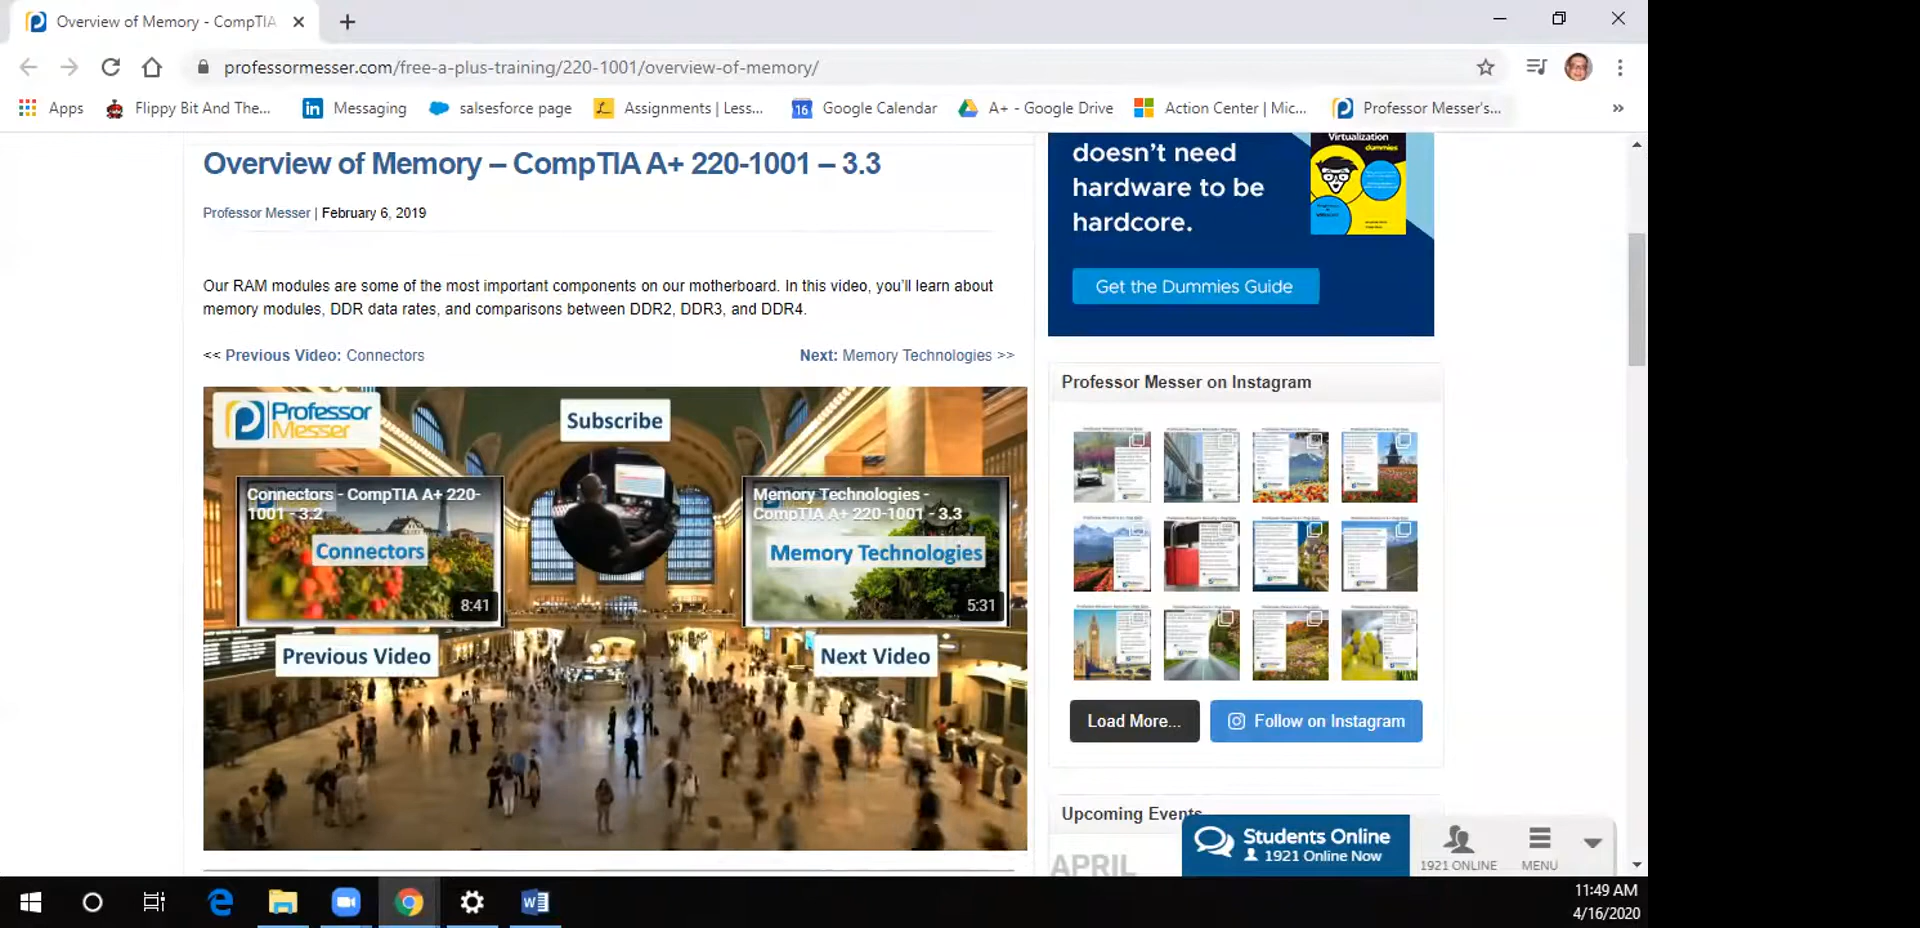 Overview of Memory - CompTIA
professormesser.com/free-a-plus-training/220-1001/overview-of-memory/
Apps
Flippy Bit And The...
Messaging
salsesforce page
Assignments | Less...
16
Google Calendar
A+ - Google Drive
Action Center | Mic...
Professor Messer's...
»
Overview of Memory – CompTIA A+ 220-1001 – 3.3
Professor Messer | February 6, 2019
Our RAM modules are some of the most important components on our motherboard. In this video, you'll learn about
memory modules, DDR data rates, and comparisons between DDR2, DDR3, and DDR4.
<< Previous Video: Connectors
Next: Memory Technologies >>
Professor
Messer
Subscribe
Connectors - CompTIA A+ 220-
1001 - 3.2
Connectors
8:41
Previous Video
Memory Technologies -
CompTIA A+ 220-1001 - 3.3
Memory Technologies
5:31
Next Video
Virtualization
dummies
doesn't need
hardware to be
hardcore.
Get the Dummies Guide
Professor Messer on Instagram
Load More...
Follow on Instagram
Upcoming Events
APRIL
Students Online
1921 Online Now
1921 ONLINE
MENU
11:49 AM
4/16/2020